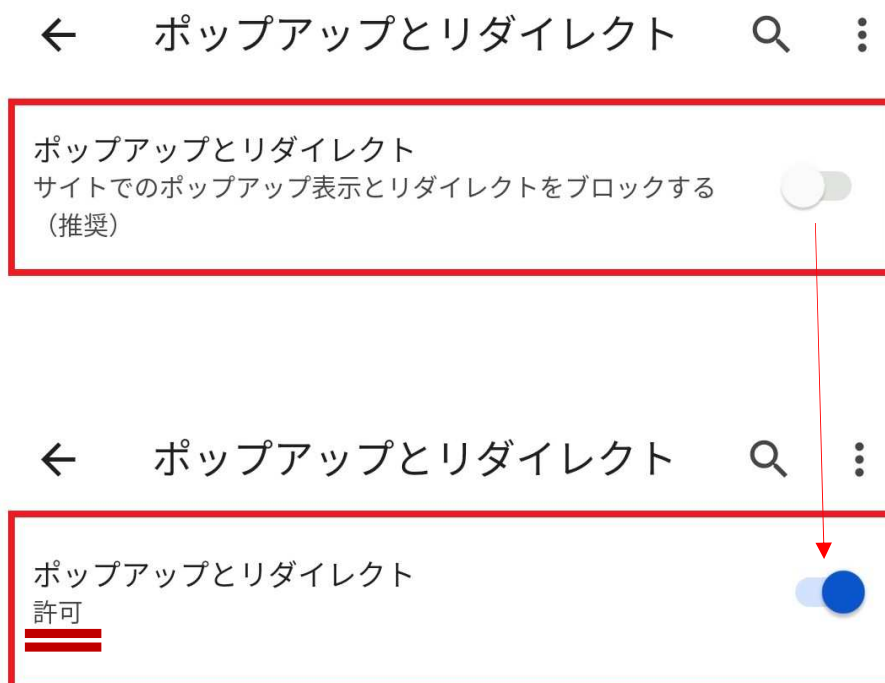 ポップアップとリダイレクト
ポップアップとリダイレクト
サイトでのポップアップ表示とリダイレクトをブロックする
（推奨）
ポップアップとリダイレクト
ポップアップとリダイレクト
許可